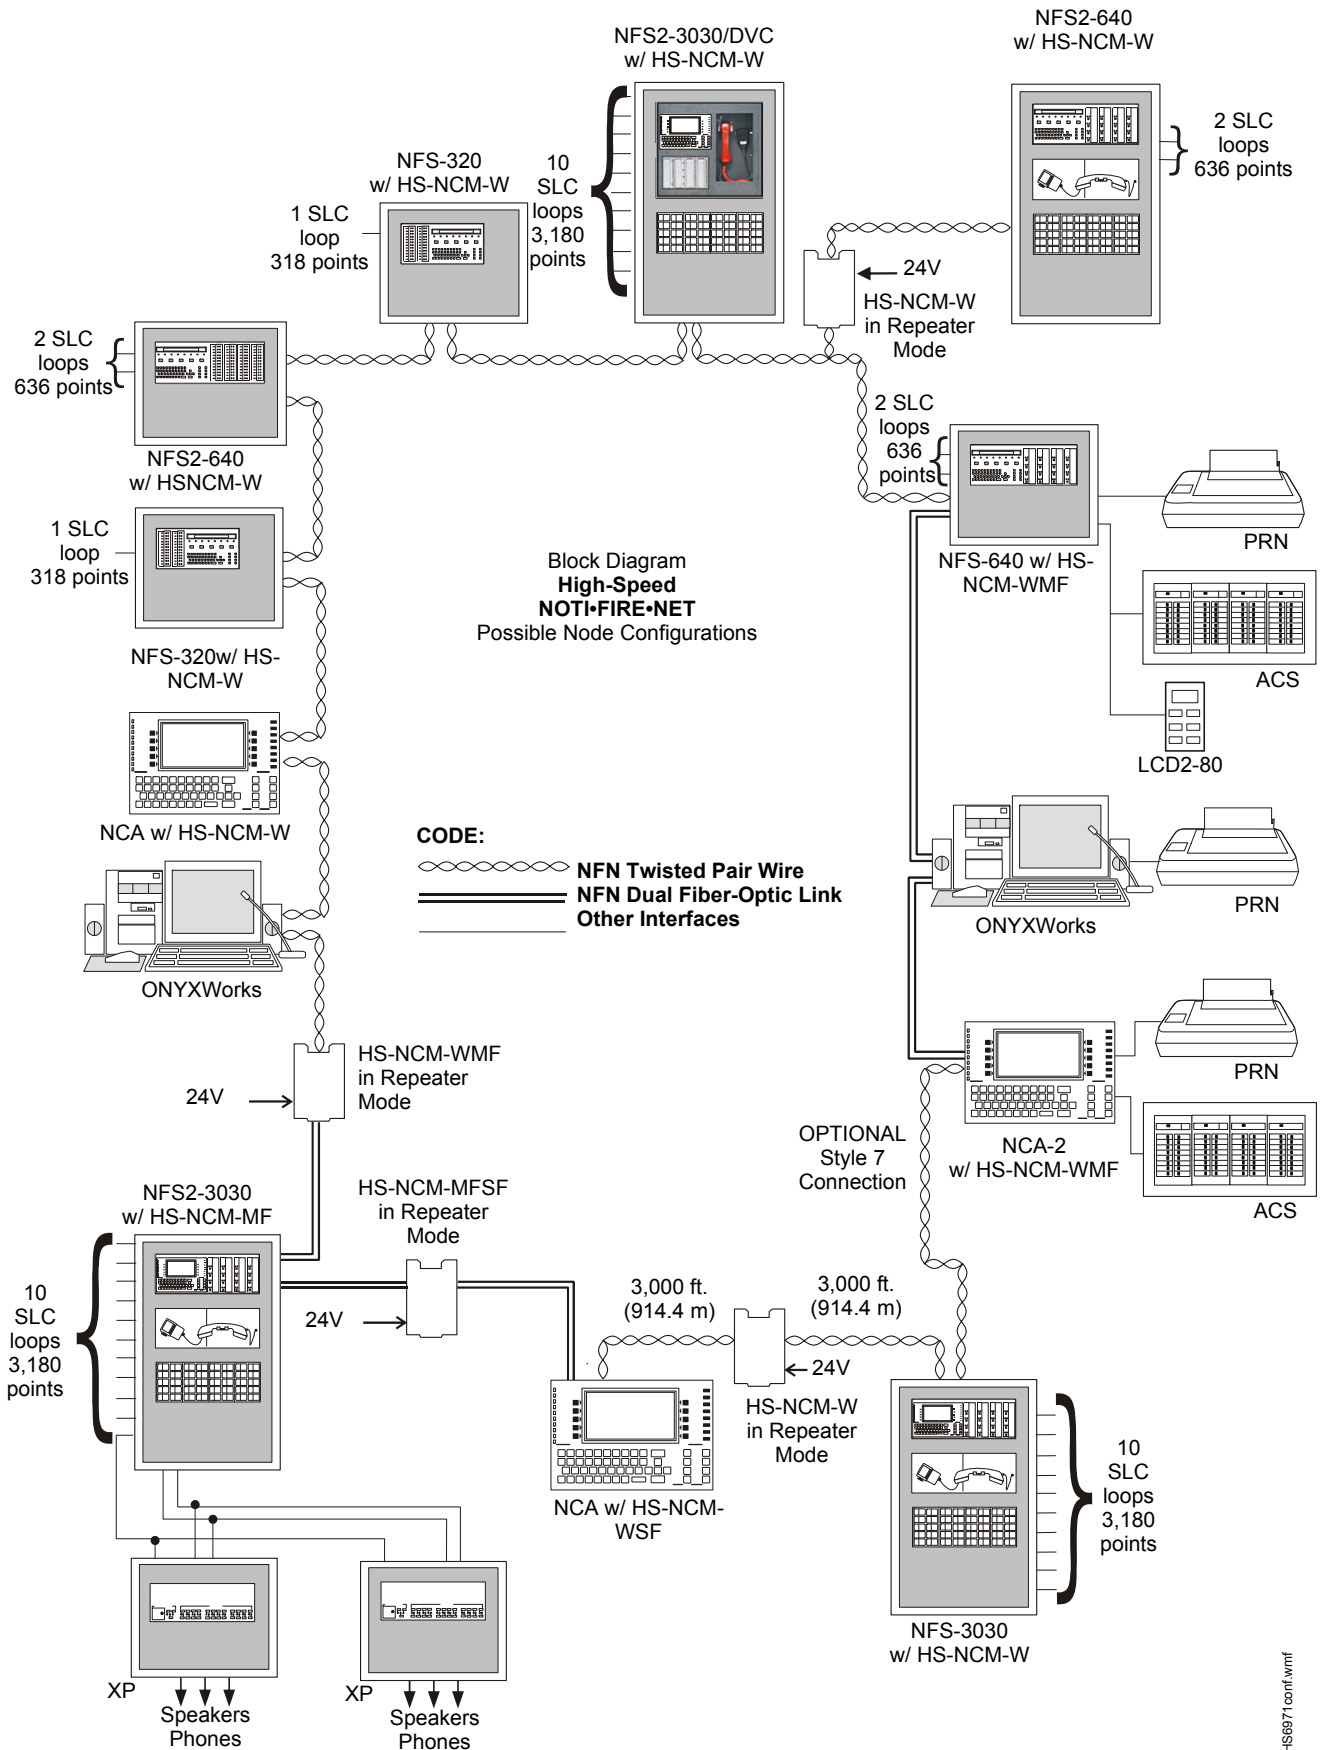 NFS2-640
w/ HS-NCM-W
NFS2-3030/DVC
w/ HS-NCM-W
2 SLC
loops
636 points
NFS-320
w/ HS-NCM-W
10
SLC
loops
3,180
points
1 SLC
loop
318 points
24V
HS-NCM-W
in Repeater
Mode
2 SLC
loops
636 points
NFS2-640
w/ HSNCM-W
2 SLC
loops
636
points
PRN
NFS-640 w/ HS-
NCM-WMF
1 SLC
loop
318 points
Block Diagram
High-Speed
NOTI•FIRE•NET
Possible Node Configurations
NFS-320w/ HS-
NCM-W
ACS
LCD2-80
NCA w/ HS-NCM-W
CODE:
NFN Twisted Pair Wire
NFN Dual Fiber-Optic Link
Other Interfaces
PRN
ONYXWorks
ONYXWorks
HS-NCM-WMF
in Repeater
Mode
24V
PRN
OPTIONAL
Style 7
Connection
NCA-2
w/ HS-NCM-WMF
ACS
NFS2-3030
w/ HS-NCM-MF
HS-NCM-MFSF
in Repeater
Mode
24V
10
SLC
loops
3,180
points
3,000 ft.
(914.4 m)
3,000 ft.
(914.4 m)
24V
HS-NCM-W
in Repeater
Mode
NCA w/ HS-NCM-
WSF
10
SLC
loops
3,180
points
NFS-3030
w/ HS-NCM-W
XP
Speakers
Phones
XP
Speakers
Phones
HS6971conf.wmf